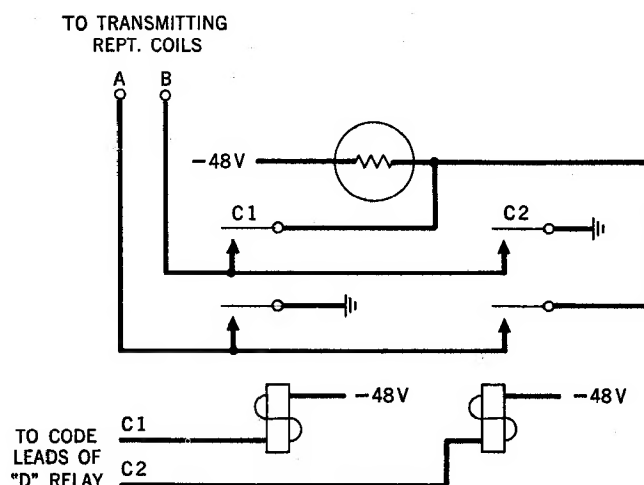 TO TRANSMITTING
REPT. COILS
A B
-48V
C1 C2
-48V -48V
TO CODE
LEADS OF
"D" RELAY
C1
C2